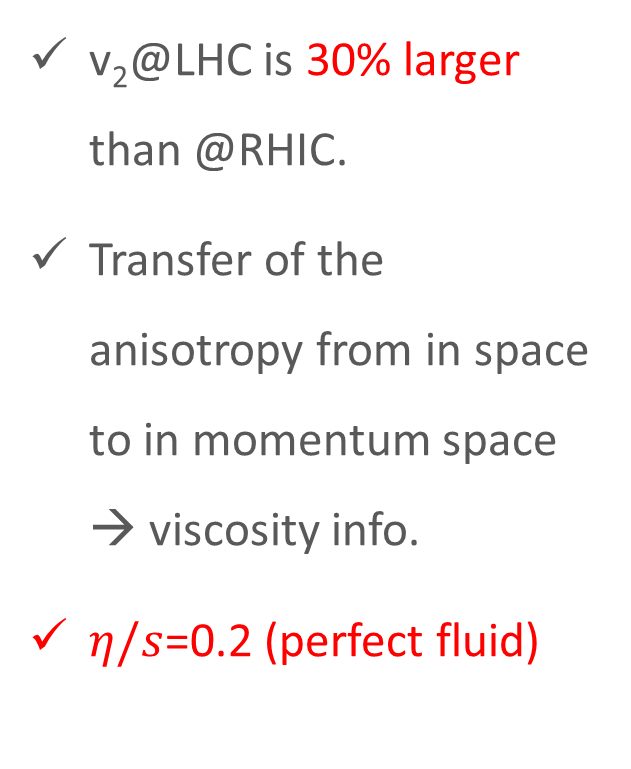 ✓ v₂@LHC is 30% larger
than @RHIC.
✓ Transfer of the
anisotropy from in space
to in momentum space
→ viscosity info.
✓ η/s=0.2 (perfect fluid)